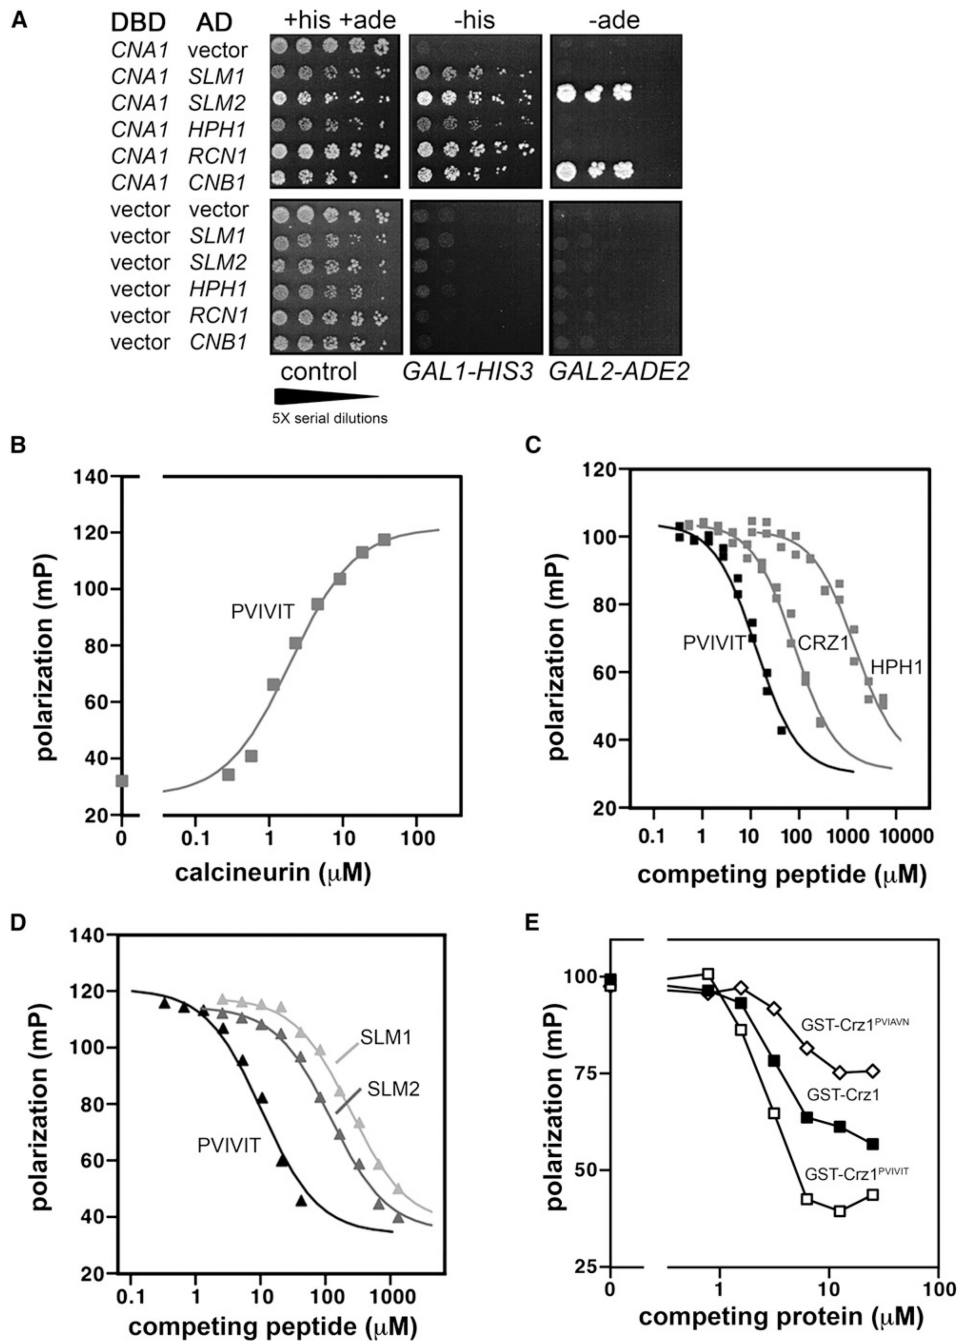 A
DBD AD +his +ade -his -ade
CNA1 vector
CNA1 SLM1
CNA1 SLM2
CNA1 HPH1
CNA1 RCN1
CNA1 CNB1
vector vector
vector SLM1
vector SLM2
vector HPH1
vector RCN1
vector CNB1
control GAL1-HIS3 GAL2-ADE2
5X serial dilutions
B
140
120
100
80
60
40
20
polarization (mP)
PVIVIT
0 0.1 1 10 100
calcineurin (μM)
C
120
100
80
60
40
20
polarization (mP)
PVIVIT CRZ1
HPH1
0.1 1 10 100 1000 10000
competing peptide (μM)
D
140
120
100
80
60
40
20
polarization (mP)
SLM1
SLM2
PVIVIT
0.1 1 10 100 1000
competing peptide (μM)
E
100
75
50
25
polarization (mP)
GST-Crz1PVIAVN
GST-Crz1
GST-Crz1PVIVIT
0 1 10 100
competing protein (μM)